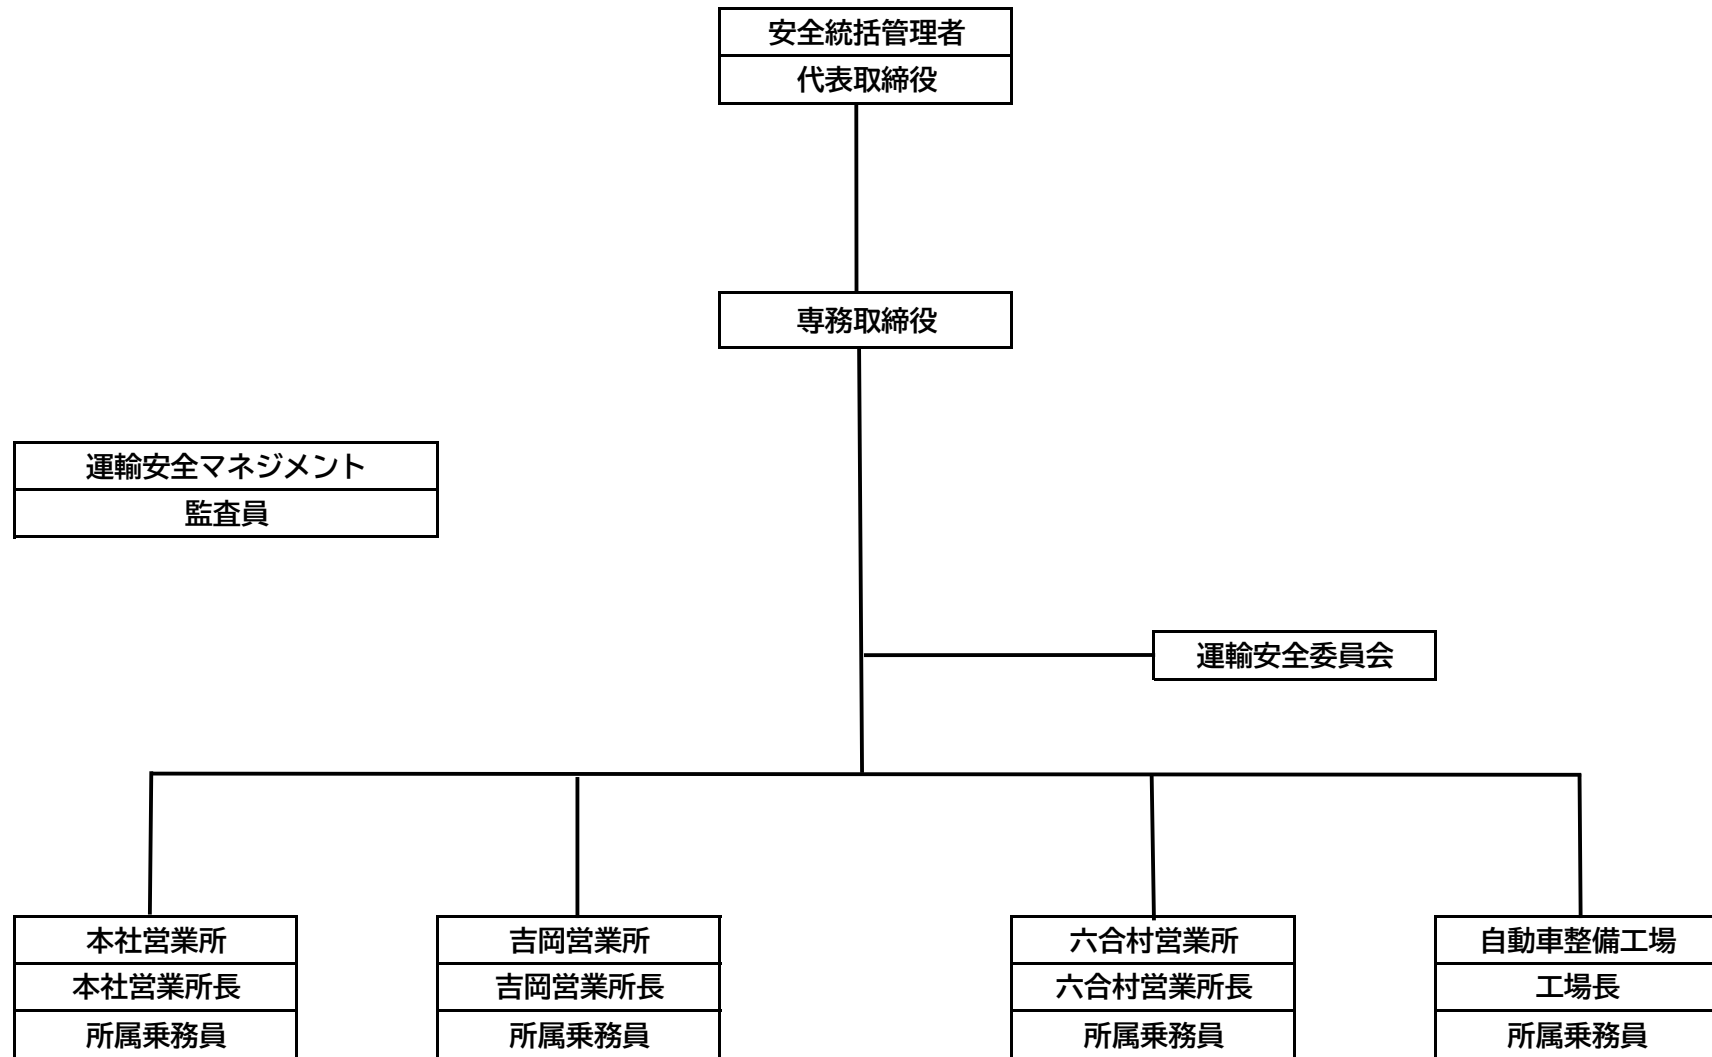 安全統括管理者
代表取締役
専務取締役
運輸安全マネジメント
監査員
運輸安全委員会
本社営業所
本社営業所長
所属乗務員
吉岡営業所
吉岡営業所長
所属乗務員
六合村営業所
六合村営業所長
所属乗務員
自動車整備工場
工場長
所属乗務員